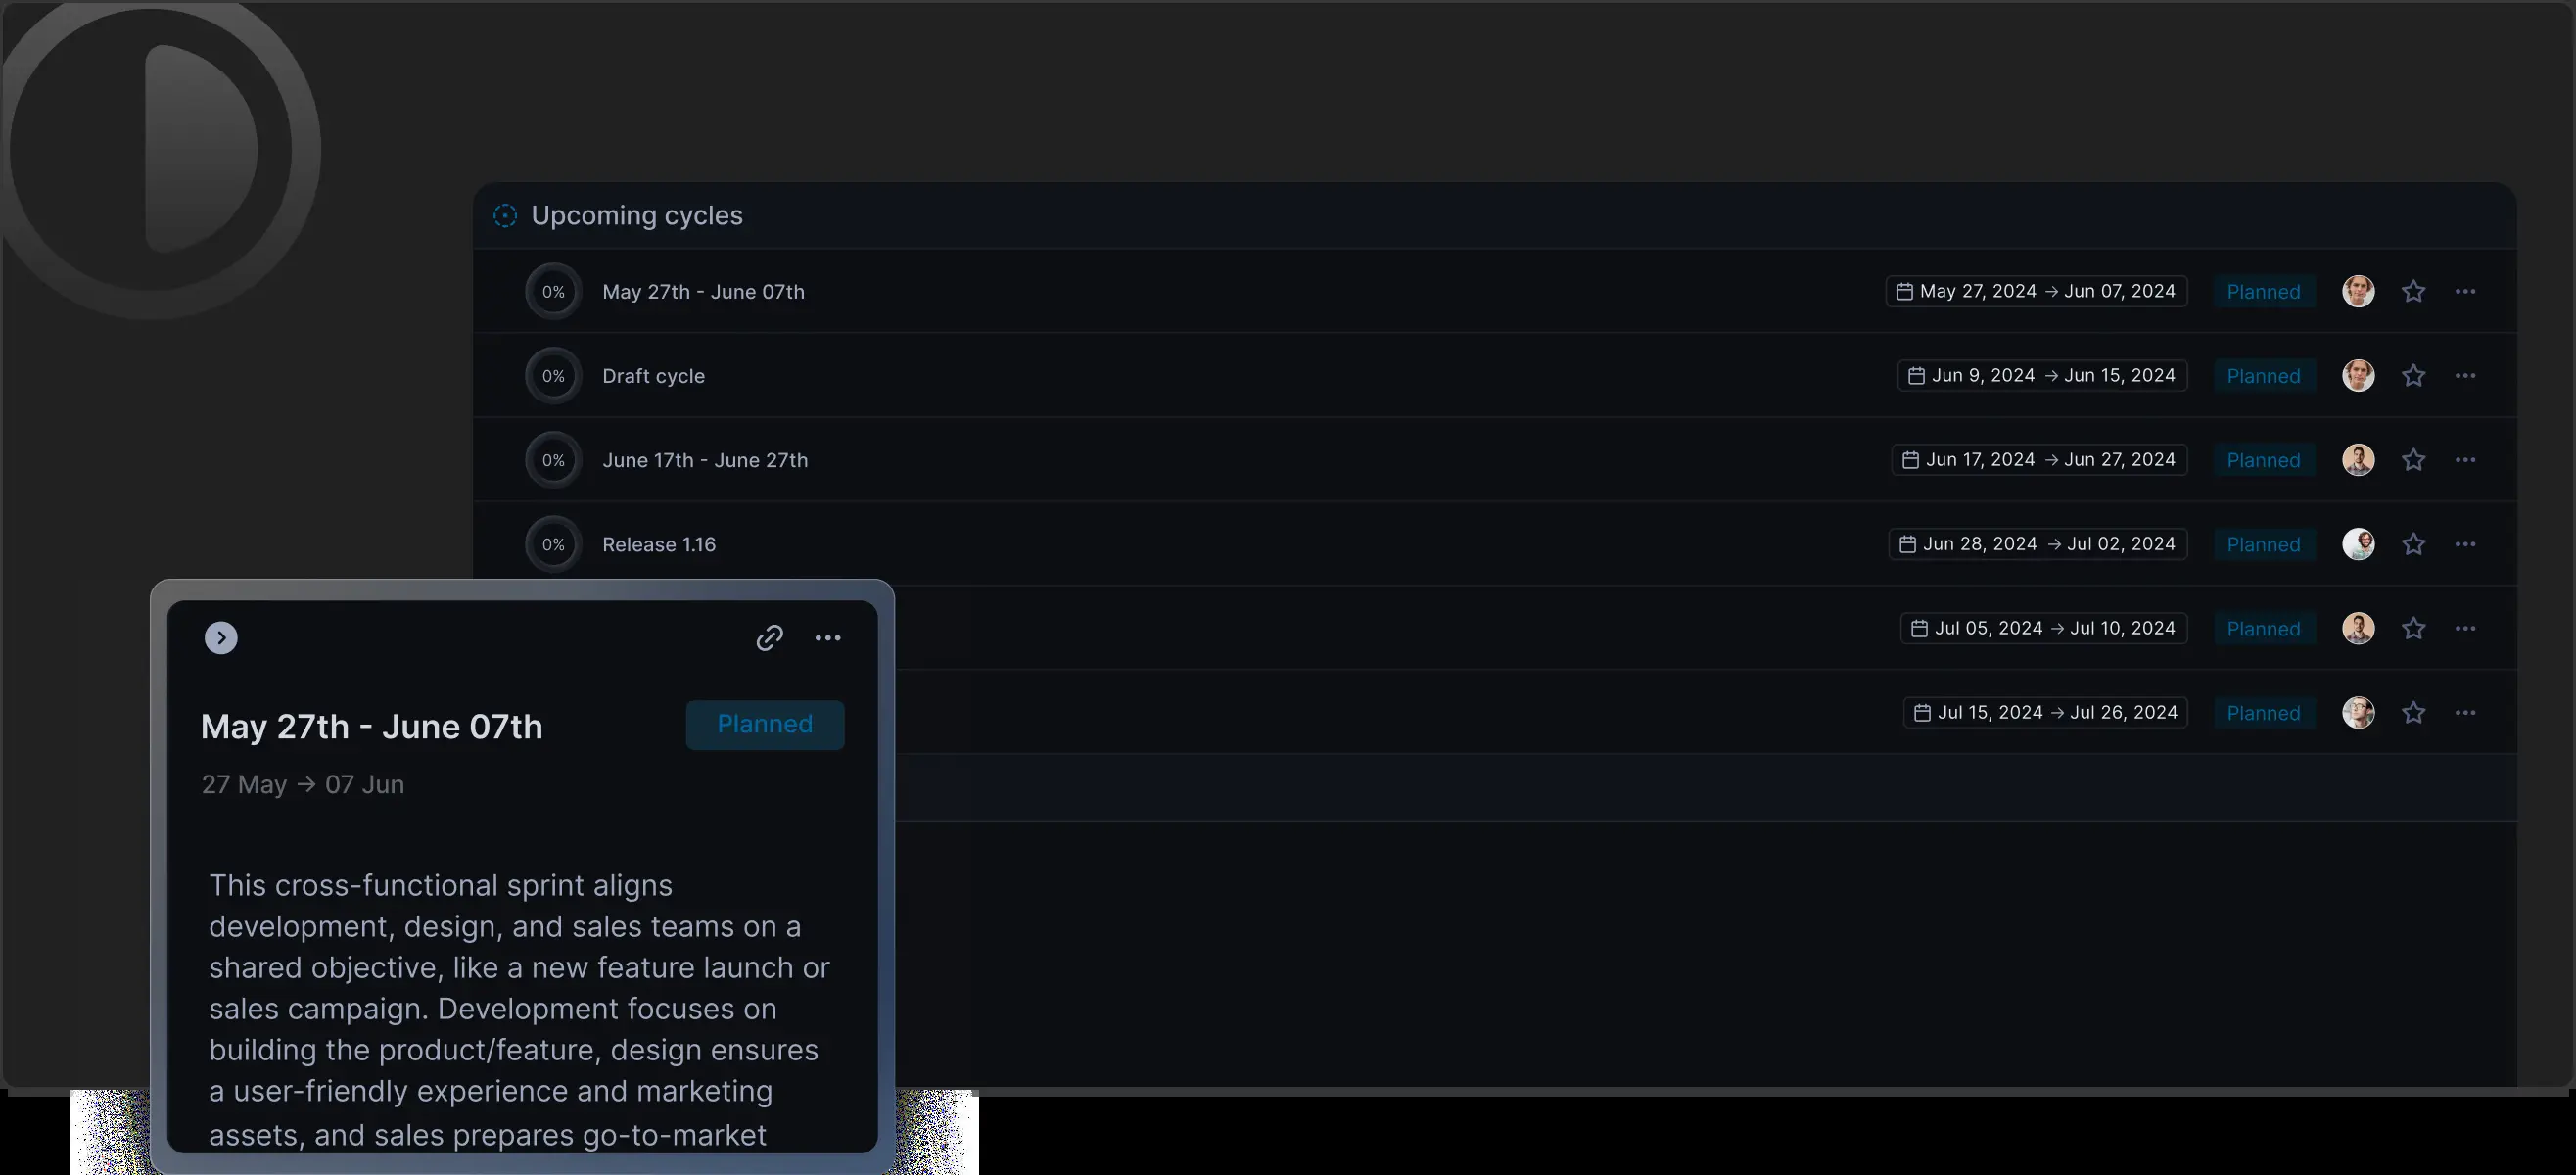 Upcoming cycles
0% May 27th - June 07th May 27, 2024 → Jun 07, 2024 Planned
0% Draft cycle Jun 9, 2024 → Jun 15, 2024 Planned
0% June 17th - June 27th Jun 17, 2024 → Jun 27, 2024 Planned
0% Release 1.16 Jun 28, 2024 → Jul 02, 2024 Planned
Jul 05, 2024 → Jul 10, 2024 Planned
Jul 15, 2024 → Jul 26, 2024 Planned
May 27th - June 07th Planned
27 May → 07 Jun
This cross-functional sprint aligns
development, design, and sales teams on a
shared objective, like a new feature launch or
sales campaign. Development focuses on
building the product/feature, design ensures
a user-friendly experience and marketing
assets, and sales prepares go-to-market